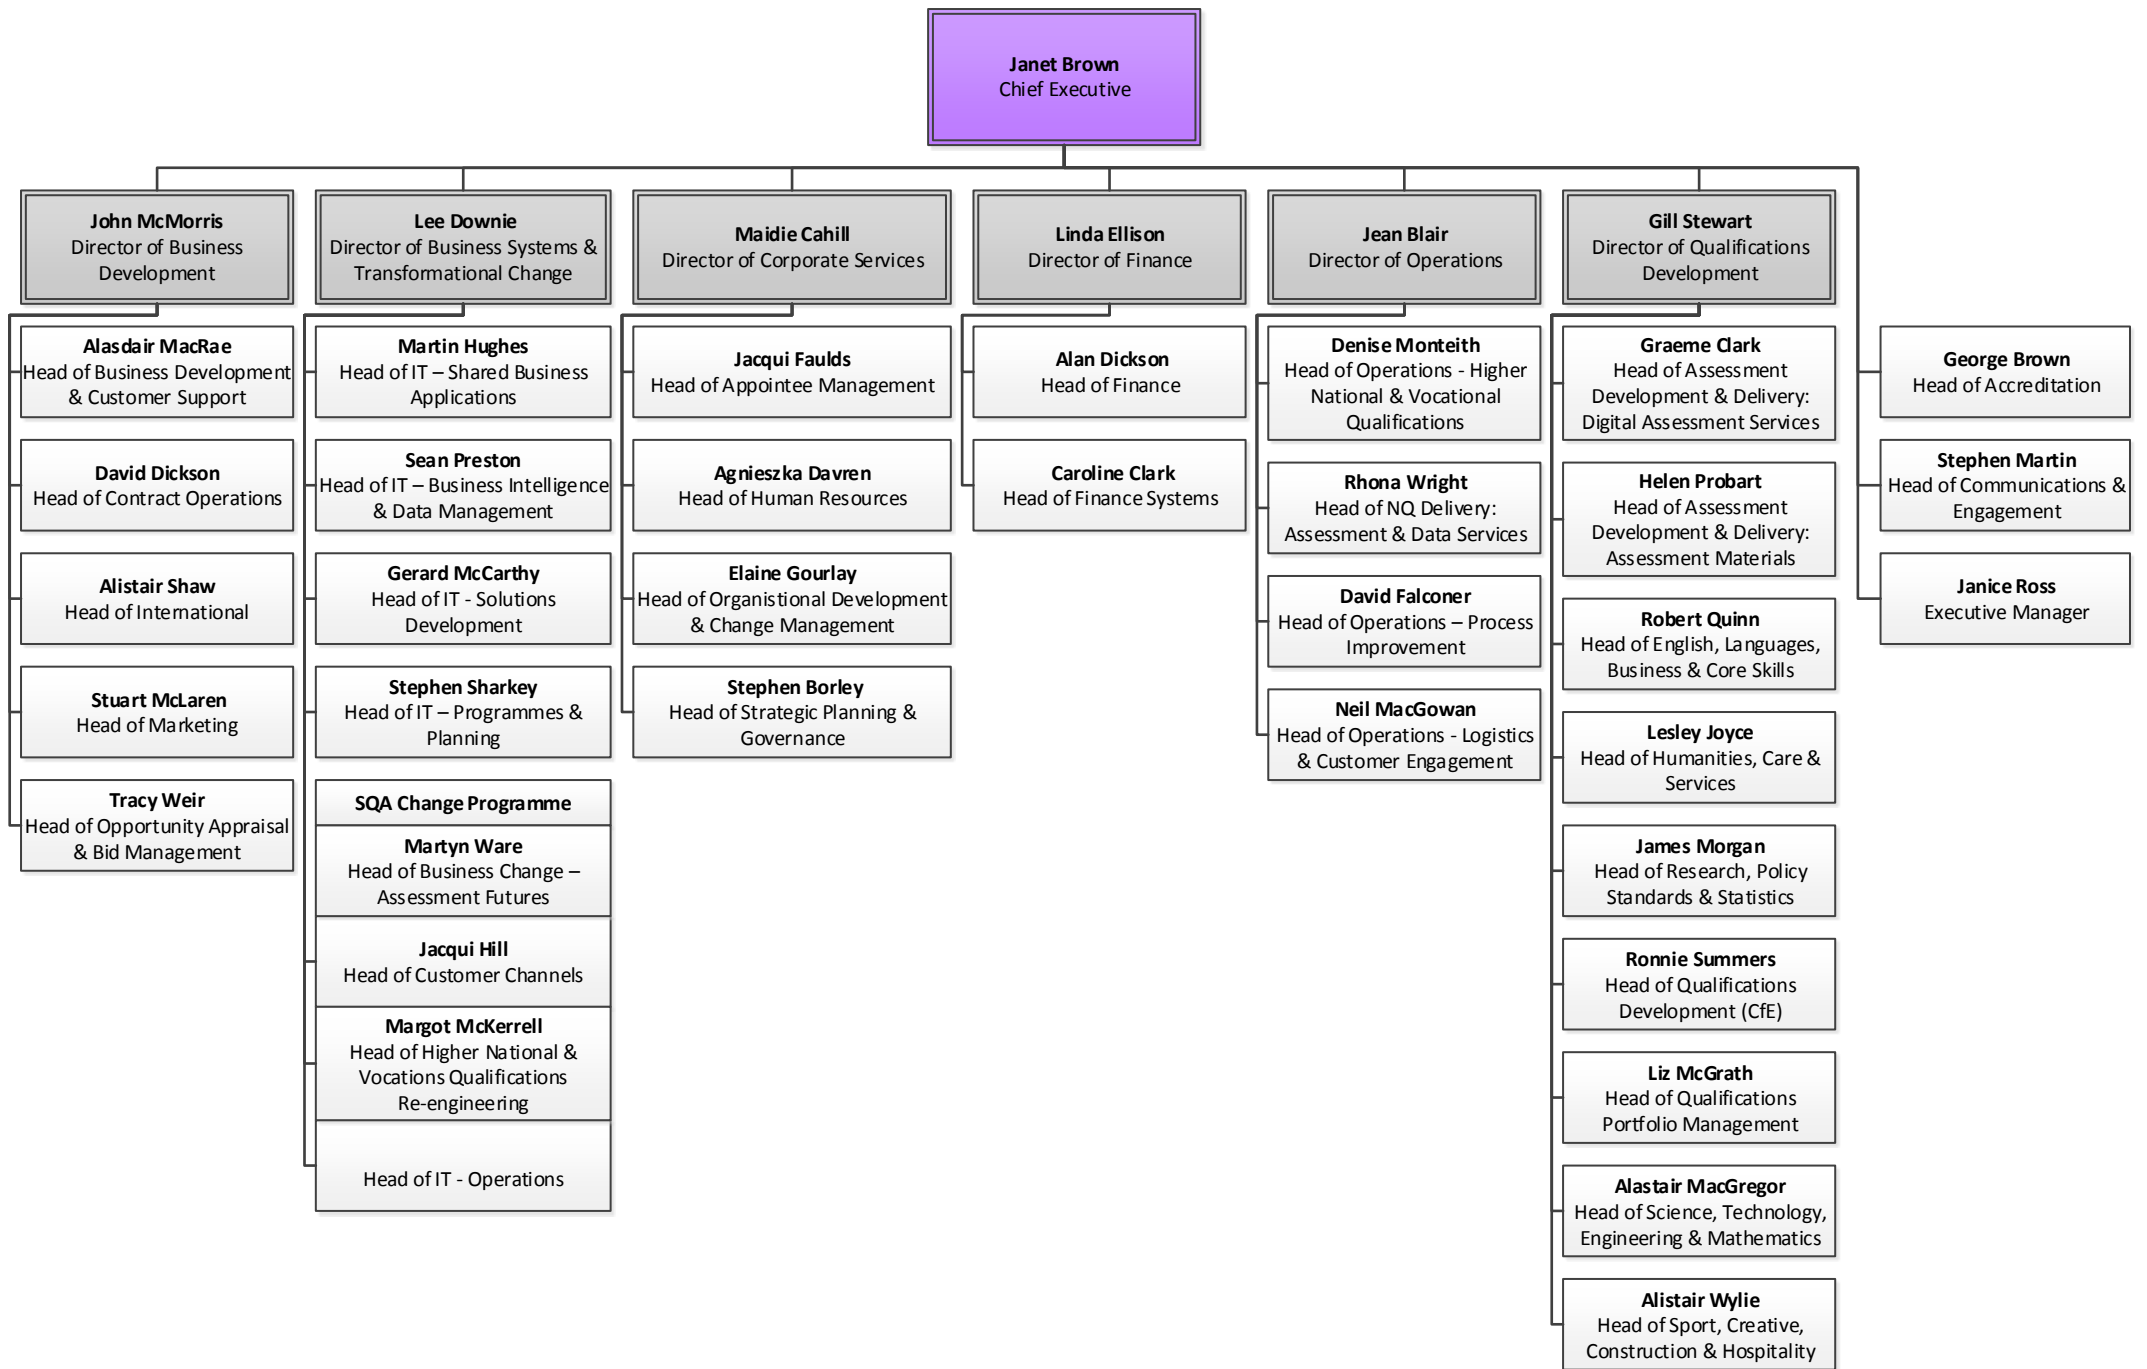 Janet Brown
Chief Executive
John McMorris
Director of Business
Development
Lee Downie
Director of Business Systems &
Transformational Change
Maidie Cahill
Director of Corporate Services
Linda Ellison
Director of Finance
Jean Blair
Director of Operations
Gill Stewart
Director of Qualifications
Development
Alasdair MacRae
Head of Business Development
& Customer Support
David Dickson
Head of Contract Operations
Alistair Shaw
Head of International
Stuart McLaren
Head of Marketing
Tracy Weir
Head of Opportunity Appraisal
& Bid Management
Martin Hughes
Head of IT – Shared Business
Applications
Sean Preston
Head of IT – Business Intelligence
& Data Management
Gerard McCarthy
Head of IT - Solutions
Development
Stephen Sharkey
Head of IT – Programmes &
Planning
SQA Change Programme
Martyn Ware
Head of Business Change –
Assessment Futures
Jacqui Hill
Head of Customer Channels
Margot McKerrell
Head of Higher National &
Vocations Qualifications
Re-engineering
Head of IT - Operations
Jacqui Faulds
Head of Appointee Management
Agnieszka Davren
Head of Human Resources
Elaine Gourlay
Head of Organistional Development
& Change Management
Stephen Borley
Head of Strategic Planning &
Governance
Alan Dickson
Head of Finance
Caroline Clark
Head of Finance Systems
Denise Monteith
Head of Operations - Higher
National & Vocational
Qualifications
Rhona Wright
Head of NQ Delivery:
Assessment & Data Services
David Falconer
Head of Operations – Process
Improvement
Neil MacGowan
Head of Operations - Logistics
& Customer Engagement
Graeme Clark
Head of Assessment
Development & Delivery:
Digital Assessment Services
Helen Probart
Head of Assessment
Development & Delivery:
Assessment Materials
Robert Quinn
Head of English, Languages,
Business & Core Skills
Lesley Joyce
Head of Humanities, Care &
Services
James Morgan
Head of Research, Policy
Standards & Statistics
Ronnie Summers
Head of Qualifications
Development (CfE)
Liz McGrath
Head of Qualifications
Portfolio Management
Alastair MacGregor
Head of Science, Technology,
Engineering & Mathematics
Alistair Wylie
Head of Sport, Creative,
Construction & Hospitality
George Brown
Head of Accreditation
Stephen Martin
Head of Communications &
Engagement
Janice Ross
Executive Manager